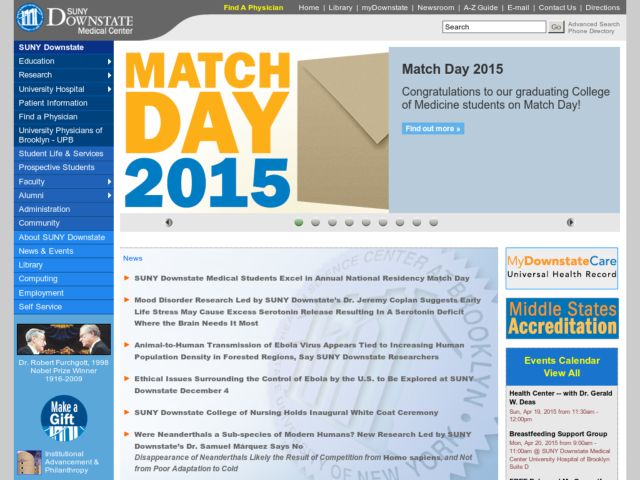 SUNY
DOWNSTATE
Medical Center
Find A Physician
Home | Library | myDownstate | Newsroom | A-Z Guide | E-mail | Contact Us | Directions
Search
Go
Advanced Search
Phone Directory
SUNY Downstate
Education
Research
University Hospital
Patient Information
Find a Physician
University Physicians of
Brooklyn - UPB
Student Life & Services
Prospective Students
Faculty
Alumni
Administration
Community
About SUNY Downstate
News & Events
Library
Computing
Employment
Self Service
Dr. Robert Furchgott, 1998
Nobel Prize Winner
1916-2009
Make a
Gift
Institutional
Advancement &
Philanthropy
MATCH
DAY
2015
Match Day 2015
Congratulations to our graduating College
of Medicine students on Match Day!
Find out more »
News
SUNY Downstate Medical Students Excel in Annual National Residency Match
Mood Disorder Research Led by SUNY Downstate's Dr. Jeremy Coplan Suggests Early
Life Stress May Cause Excess Serotonin Release Resulting In A Serotonin Deficit
Where the Brain Needs It Most
Animal-to-Human Transmission of Ebola Virus Appears Tied to Increasing Human
Population Density in Forested Regions, Say SUNY Downstate Researchers
Ethical Issues Surrounding the Control of Ebola by the U.S. to Be Explored at SUNY
Downstate December 4
SUNY Downstate College of Nursing Holds Inaugural White Coat Ceremony
Were Neanderthals a Sub-species of Modern Humans? New Research Led by SUNY
Downstate's Dr. Samuel Márquez Says No
Disappearance of Neanderthals Likely the Result of Competition from Homo sapiens, and Not
from Poor Adaptation to Cold
SCIENCE CENTER AT BROOKLYN
OF NEW YORK
MyDownstateCare
Universal Health Record
Middle States
Accreditation
Events Calendar
View All
Health Center -- with Dr. Gerald
W. Deas
Sun, Apr 19, 2015 from 11:30am -
12:00pm
Breastfeeding Support Group
Mon, Apr 20, 2015 from 9:00am -
11:00am @ SUNY Downstate Medical
Center University Hospital of Brooklyn
Suite D